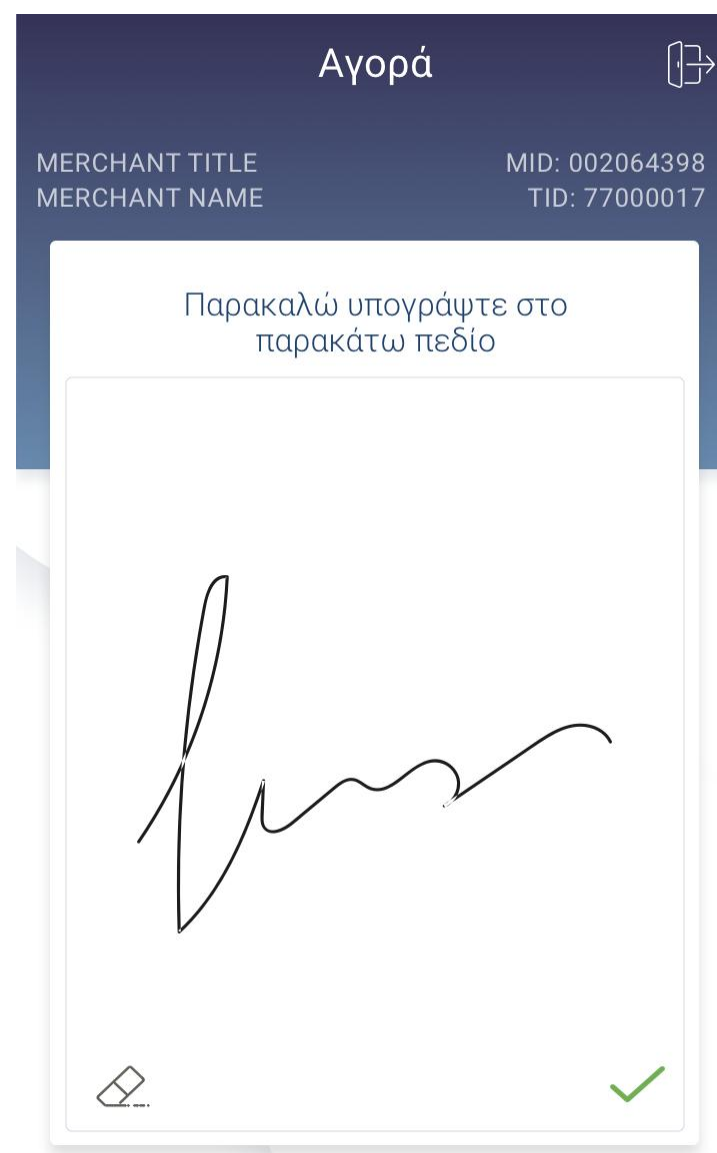 Αγορά
MERCHANT TITLE
MID: 002064398
MERCHANT NAME
TID: 77000017
Παρακαλώ υπογράψτε στο
παρακάτω πεδίο